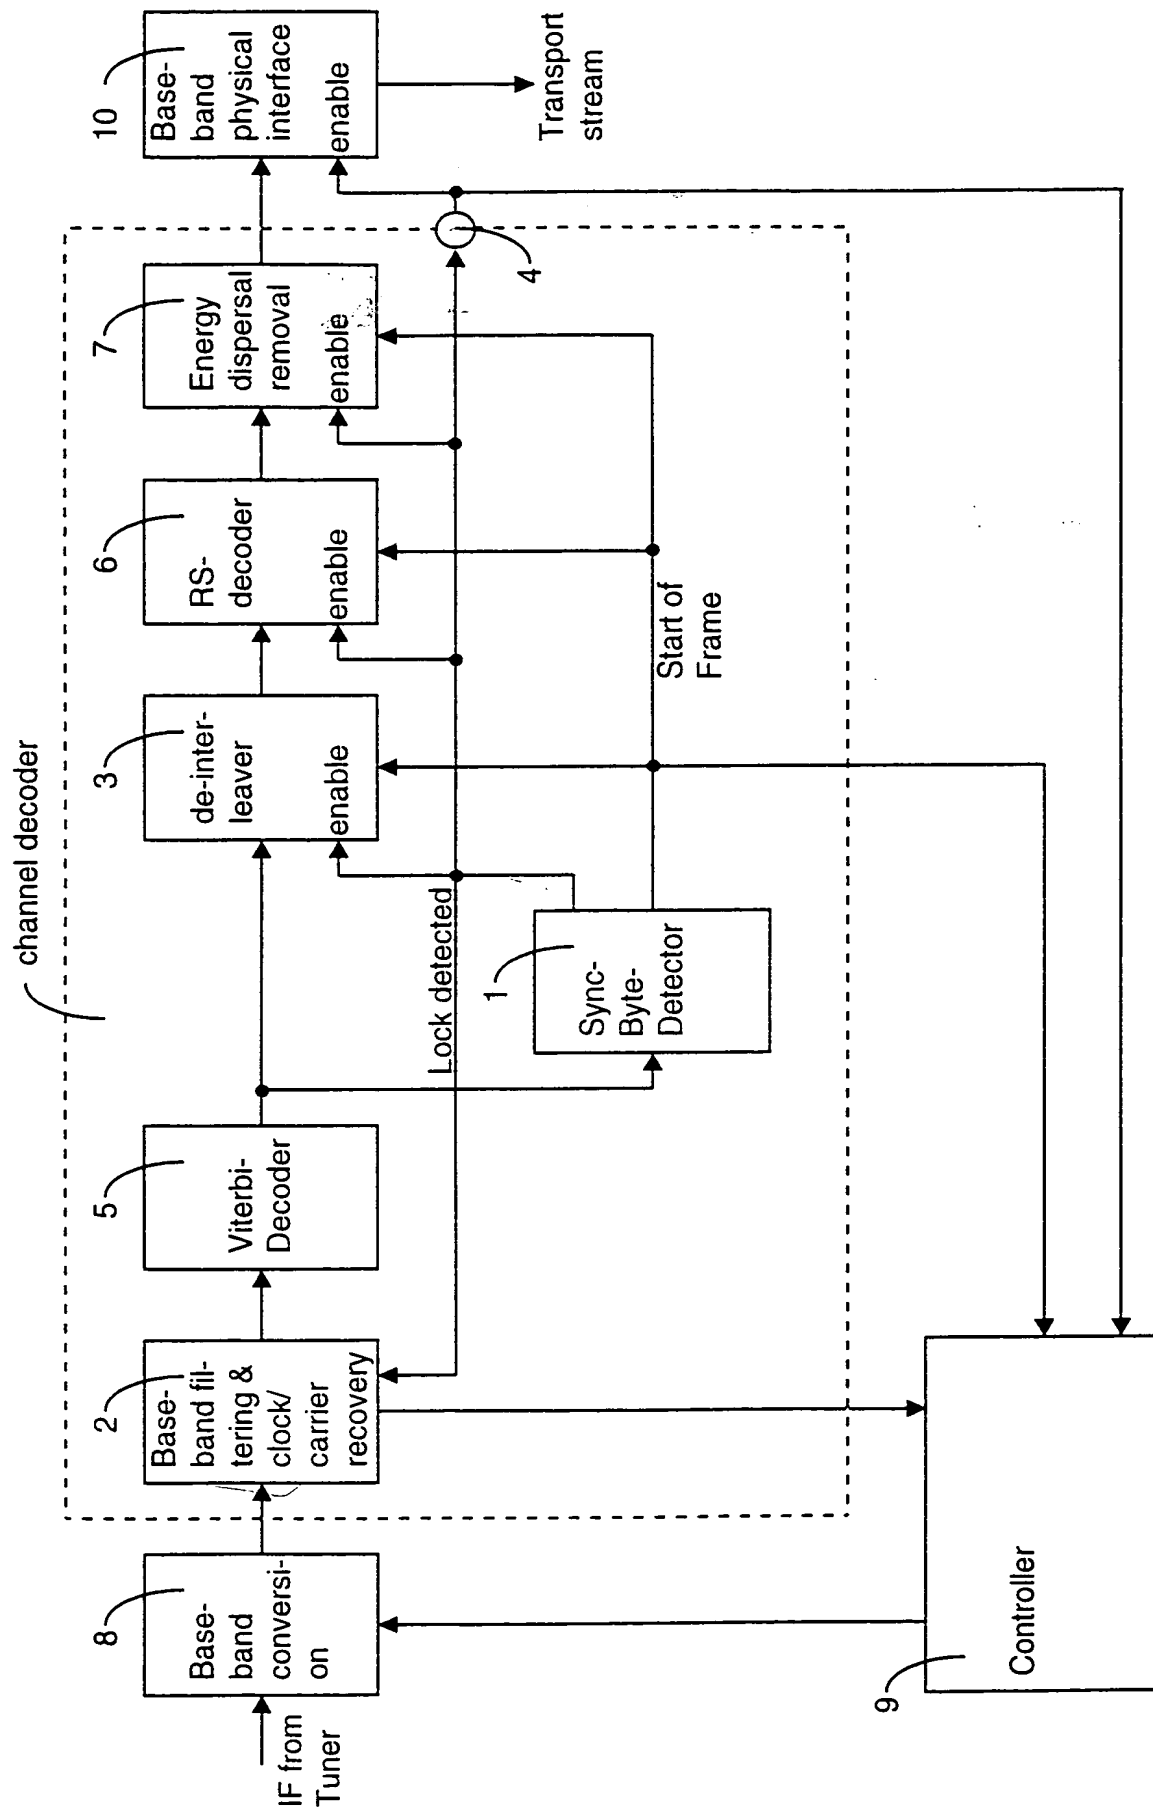 channel decoder
IF from
Tuner
8
Base-
band
conversi-
on
2
Base-
band fil-
tering &
clock/
carrier
recovery
5
Viterbi-
Decoder
3
de-inter-
leaver
enable
6
RS-
decoder
enable
7
Energy
dispersal
removal
enable
10
Base-
band
physical
interface
enable
Lock detected
4
1
Sync-
Byte-
Detector
Start of
Frame
Transport
stream
9
Controller